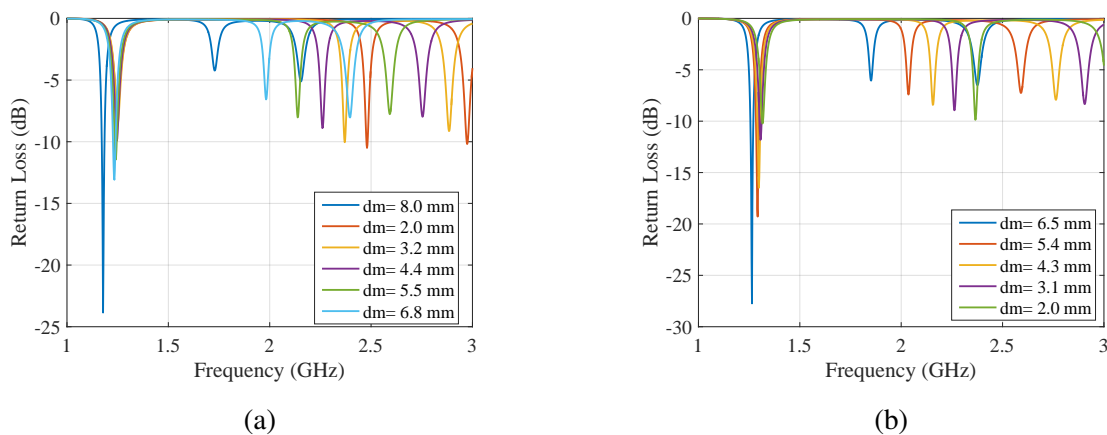 0
-5
-10
-15
-20
-25
Return Loss (dB)
1
1.5
2
2.5
3
Frequency (GHz)
dm= 8.0 mm
dm= 2.0 mm
dm= 3.2 mm
dm= 4.4 mm
dm= 5.5 mm
dm= 6.8 mm
(a)
0
-5
-10
-15
-20
-25
-30
Return Loss (dB)
1
1.5
2
2.5
3
Frequency (GHz)
dm= 6.5 mm
dm= 5.4 mm
dm= 4.3 mm
dm= 3.1 mm
dm= 2.0 mm
(b)